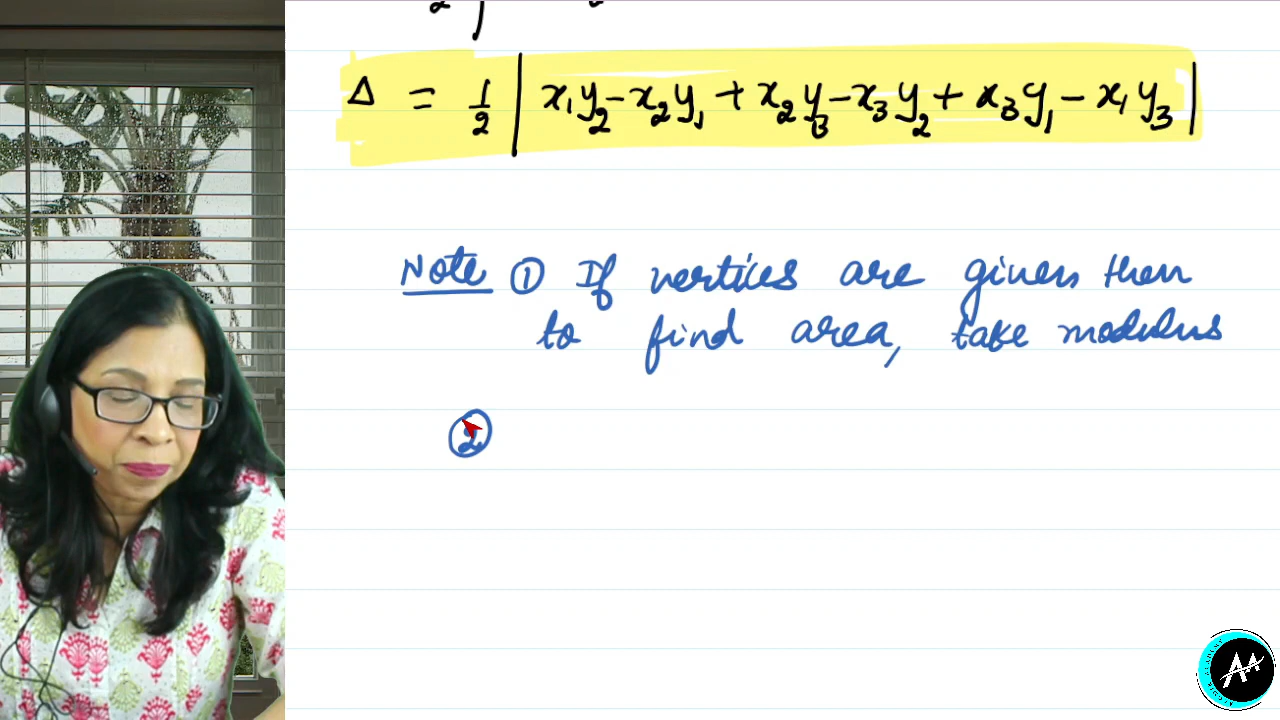 Δ = 1/2 | x₁y₂ - x₂y₁ + x₂y₃ - x₃y₂ + x₃y₁ - x₁y₃ |
Note ① If vertices are given then
to find area, take modulus
②